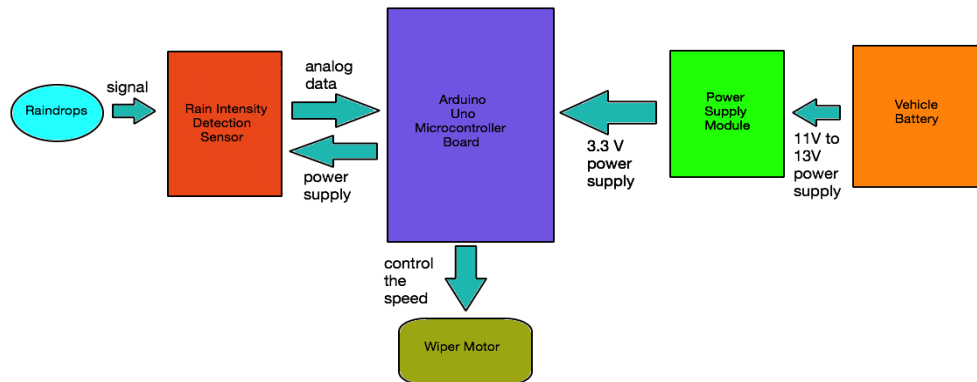 Raindrops
signal
Rain Intensity
Detection
Sensor
analog
data
power
supply
Arduino
Uno
Microcontroller
Board
control
the
speed
Wiper Motor
3.3 V
power
supply
Power
Supply
Module
11V to
13V
power
supply
Vehicle
Battery